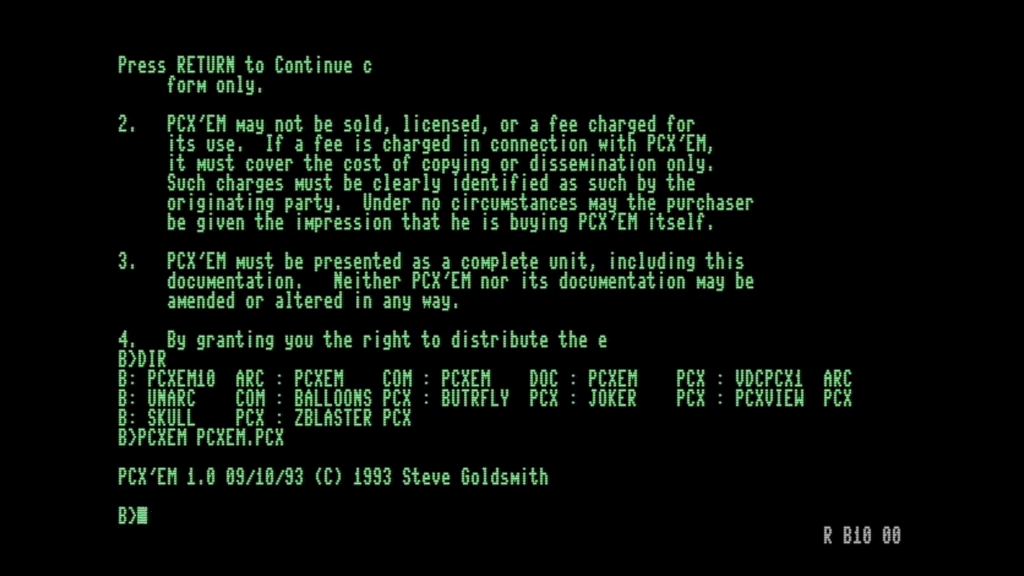 Press RETURN to Continue c
form only.
2. PCX'EM may not be sold, licensed, or a fee charged for
its use. If a fee is charged in connection with PCX'EM,
it must cover the cost of copying or dissemination only.
Such charges must be clearly identified as such by the
originating party. Under no circumstances may the purchaser
be given the impression that he is buying PCX'EM itself.
3. PCX'EM must be presented as a complete unit, including this
documentation. Neither PCX'EM nor its documentation may be
amended or altered in any way.
4. By granting you the right to distribute the e
B>DIR
B: PCXEM10 ARC : PCXEM COM : PCXEM DOC : PCXEM PCX : VDCPCX1 ARC
B: UNARC COM : BALLOONS PCX : BUTRFLY PCX : JOKER PCX : PCXVIEW PCX
B: SKULL PCX : ZBLASTER PCX
B>PCXEM PCXEM.PCX
PCX'EM 1.0 09/10/93 (C) 1993 Steve Goldsmith
B>
R B10 00